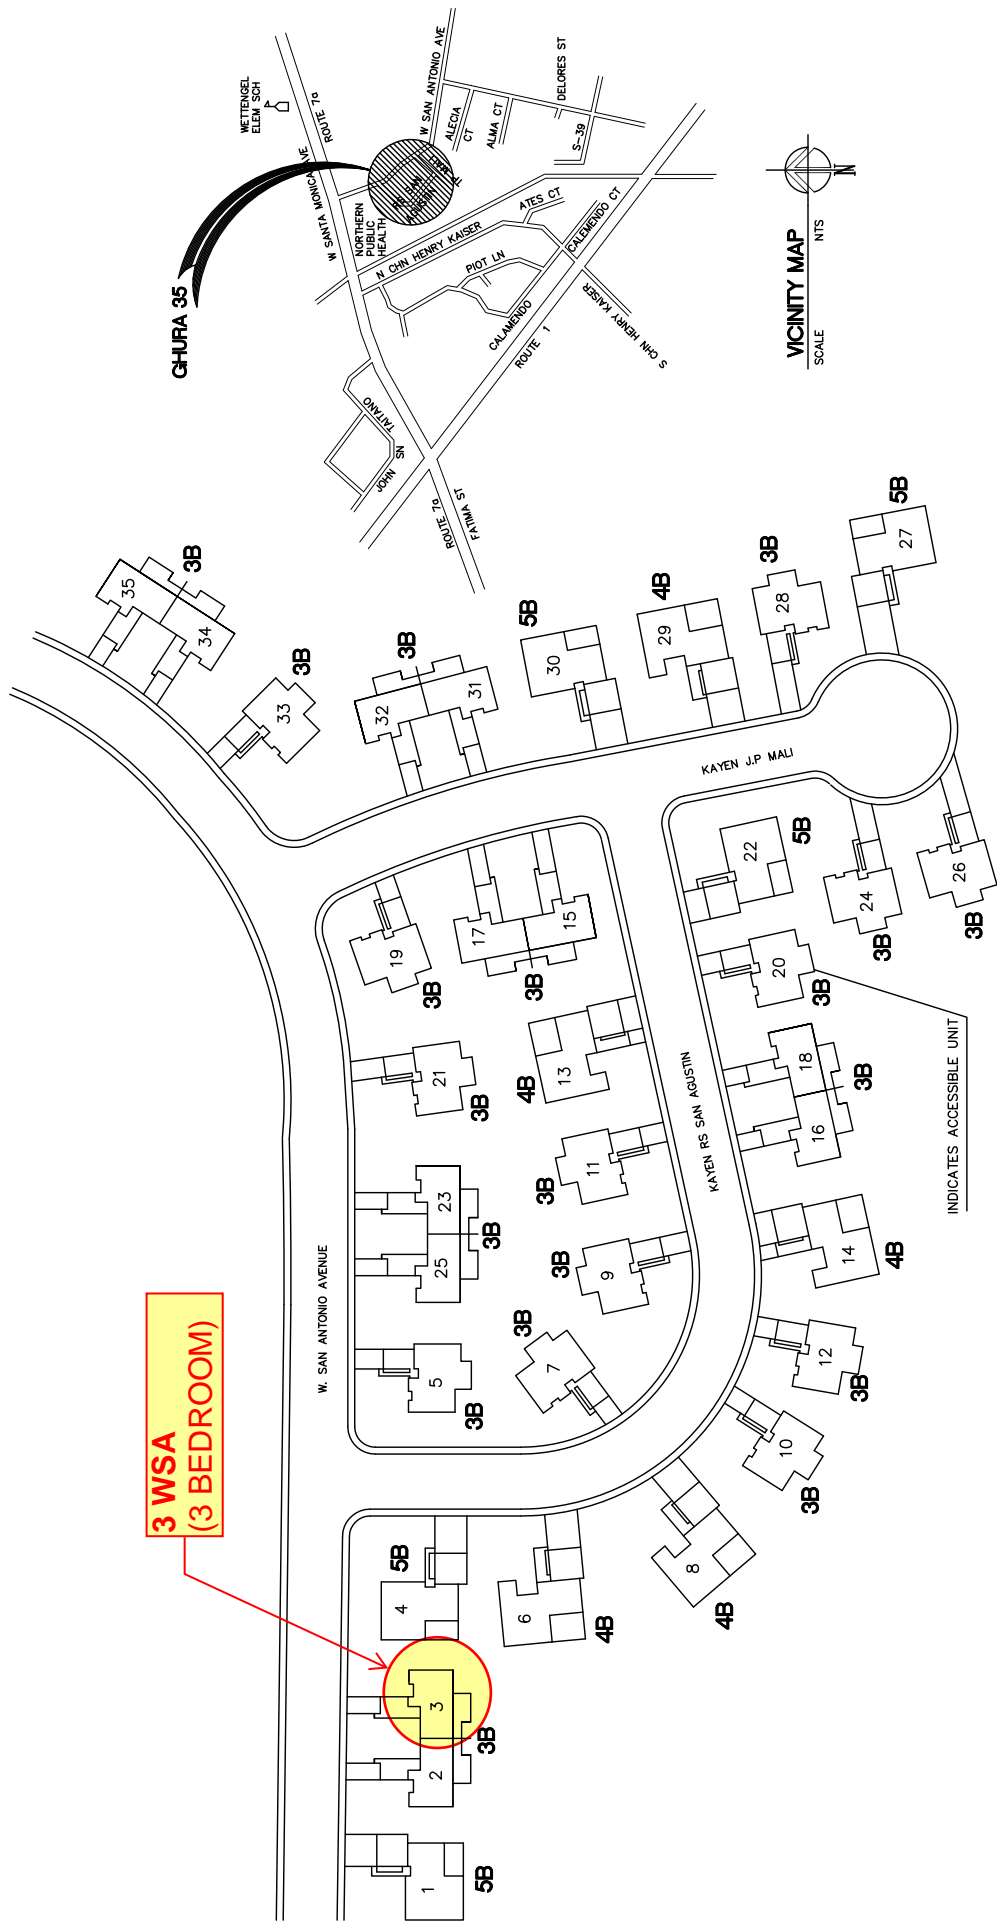 3 WSA
(3 BEDROOM)
GHURA 35
WETTENGEL
ELEM SCH
W SANTA MONICA AVE
ROUTE 7a
W SAN ANTONIO AVE
ALECIA
CT
ALMA CT
DELORES ST
S-39
NORTHERN
PUBLIC
HEALTH
RS SAN
AGUSTIN
JP MALI
N CHN HENRY KAISER
ATES CT
PIOT LN
CALEMENDO CT
CALAMENDO
ROUTE 1
S CHN HENRY KAISER
JOHN SN
TAITANO
ROUTE 7a
FATIMA ST
VICINITY MAP
SCALE
NTS
N
W. SAN ANTONIO AVENUE
KAYEN RS SAN AGUSTIN
KAYEN J.P MALI
INDICATES ACCESSIBLE UNIT
1
5B
2
3
3B
4
5B
5
3B
6
4B
7
3B
8
4B
9
3B
10
3B
11
3B
12
3B
13
4B
14
4B
15
17
3B
16
18
3B
19
3B
20
3B
21
3B
22
5B
23
25
3B
24
3B
26
3B
27
5B
28
3B
29
4B
30
5B
31
32
3B
33
3B
34
35
3B